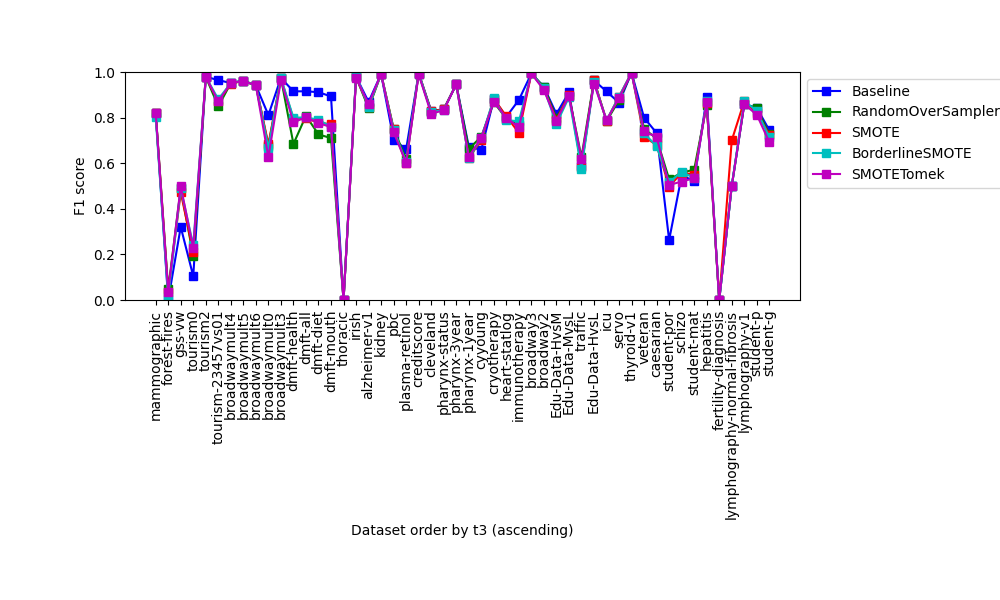 1.0
0.8
0.6
0.4
0.2
0.0
F1 score
Baseline
RandomOverSampler
SMOTE
BorderlineSMOTE
SMOTETomek
mammographic
forest-fires
gss-vw
tourism0
tourism2
tourism-23457vs01
broadwaymult4
broadwaymult5
broadwaymult6
broadwaymult0
broadwaymult3
dmft-health
dmft-all
dmft-diet
dmft-mouth
thoracic
irish
alzheimer-v1
kidney
pbc
plasma-retinol
creditscore
cleveland
pharynx-status
pharynx-3year
pharynx-1year
cyyoung
cryotherapy
heart-statlog
immunotherapy
broadway3
broadway2
Edu-Data-HvsM
Edu-Data-MvsL
traffic
Edu-Data-HvsL
icu
servo
thyroid-v1
veteran
caesarian
student-por
schizo
student-mat
hepatitis
fertility-diagnosis
lymphography-normal-fibrosis
lymphography-v1
student-p
student-g
Dataset order by t3 (ascending)